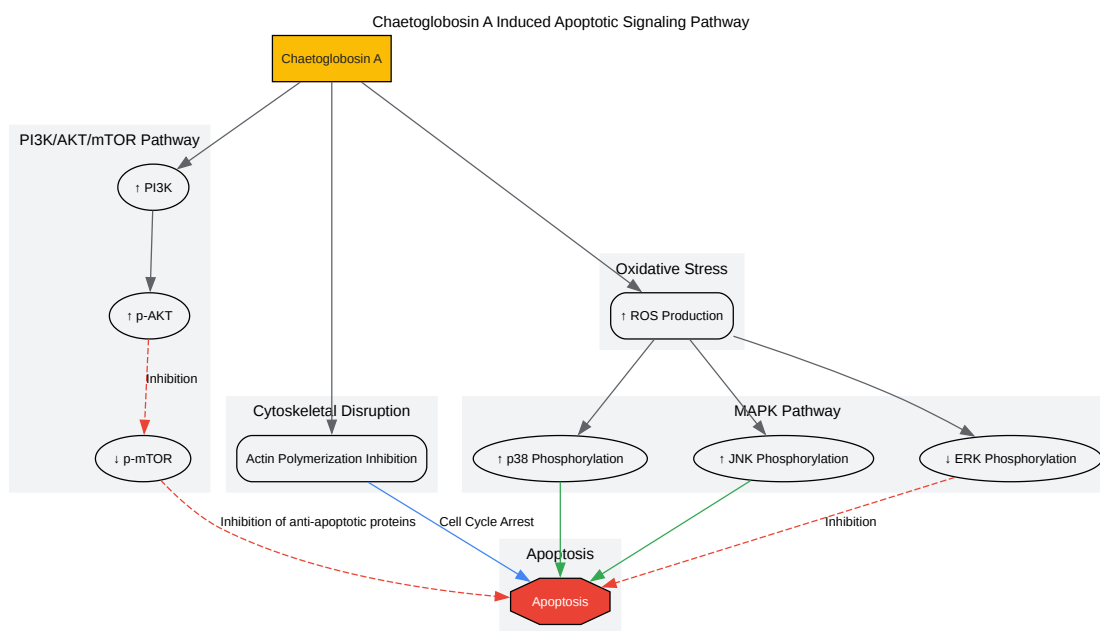 Chaetoglobosin A Induced Apoptotic Signaling Pathway
Chaetoglobosin A
PI3K/AKT/mTOR Pathway
↑ PI3K
Oxidative Stress
↑ p-AKT
↑ ROS Production
Inhibition
Cytoskeletal Disruption
MAPK Pathway
↓ p-mTOR
Actin Polymerization Inhibition
↑ p38 Phosphorylation
↑ JNK Phosphorylation
↓ ERK Phosphorylation
Inhibition of anti-apoptotic proteins
Cell Cycle Arrest
Inhibition
Apoptosis
Apoptosis